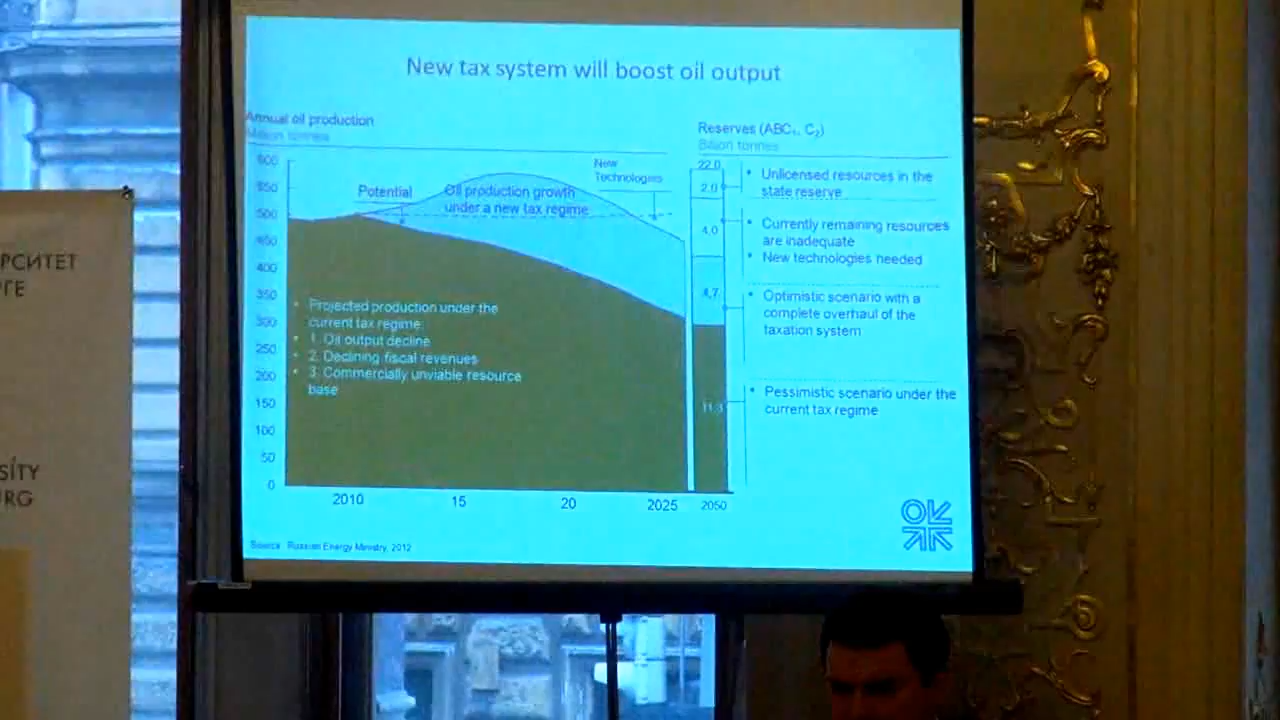 РСИТЕТ
ГЕ
SITY
URG
New tax system will boost oil output
Annual oil production
Million tonnes
600
550
500
450
400
350
300
250
200
150
100
50
0
Potential
Oil production growth
under a new tax regime
New
Technologies
• Projected production under the
current tax regime:
• 1. Oil output decline
• 2. Declining fiscal revenues
• 3. Commercially unviable resource
base
2010
15
20
2025
2050
Reserves (ABC₁, C₂)
Billion tonnes
22.0
2.0
4.0
4.7
11.3
• Unlicensed resources in the
state reserve
• Currently remaining resources
are inadequate
• New technologies needed
• Optimistic scenario with a
complete overhaul of the
taxation system
• Pessimistic scenario under the
current tax regime
Source: Russian Energy Ministry, 2012